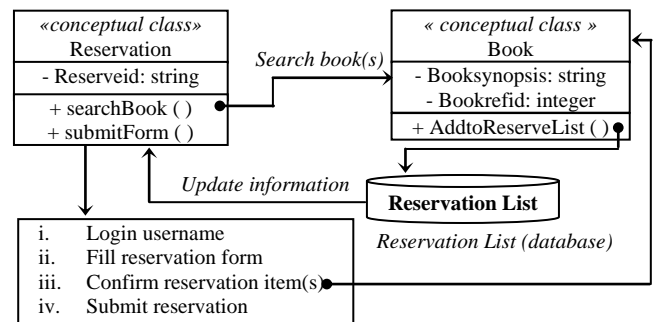 «conceptual class»
Reservation
- Reserveid: string
+ searchBook ( )
+ submitForm ( )
Search book(s)
« conceptual class »
Book
- Booksynopsis: string
- Bookrefid: integer
+ AddtoReserveList ( )
Update information
Reservation List
Reservation List (database)
i. Login username
ii. Fill reservation form
iii. Confirm reservation item(s)
iv. Submit reservation